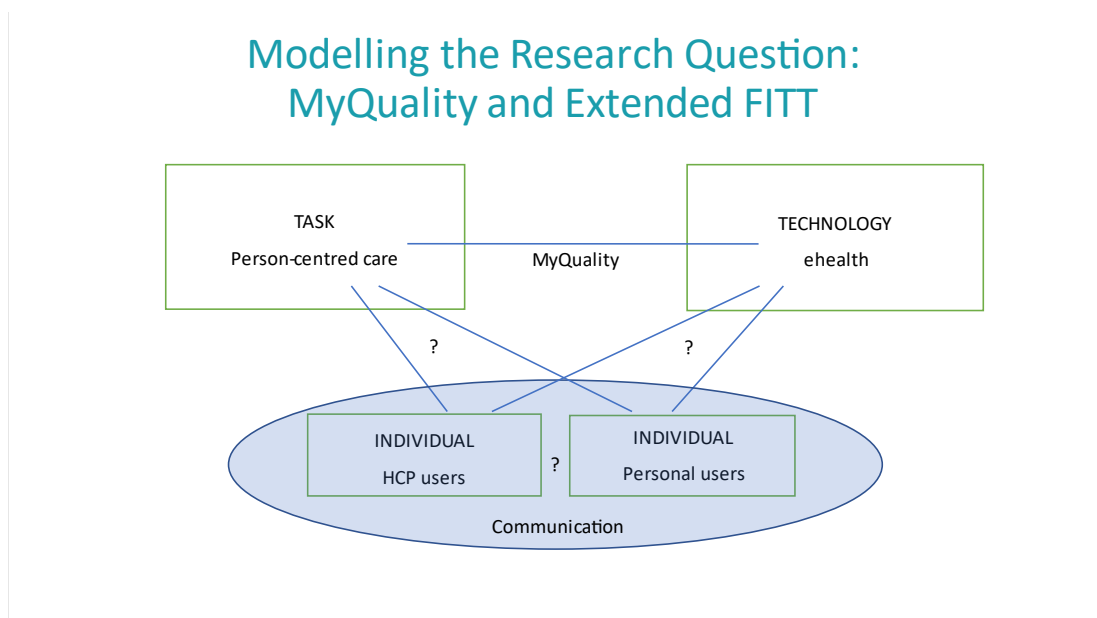 Modelling the Research Question:
MyQuality and Extended FITT
TASK
Person-centred care
MyQuality
TECHNOLOGY
ehealth
?
?
INDIVIDUAL
HCP users
?
INDIVIDUAL
Personal users
Communication